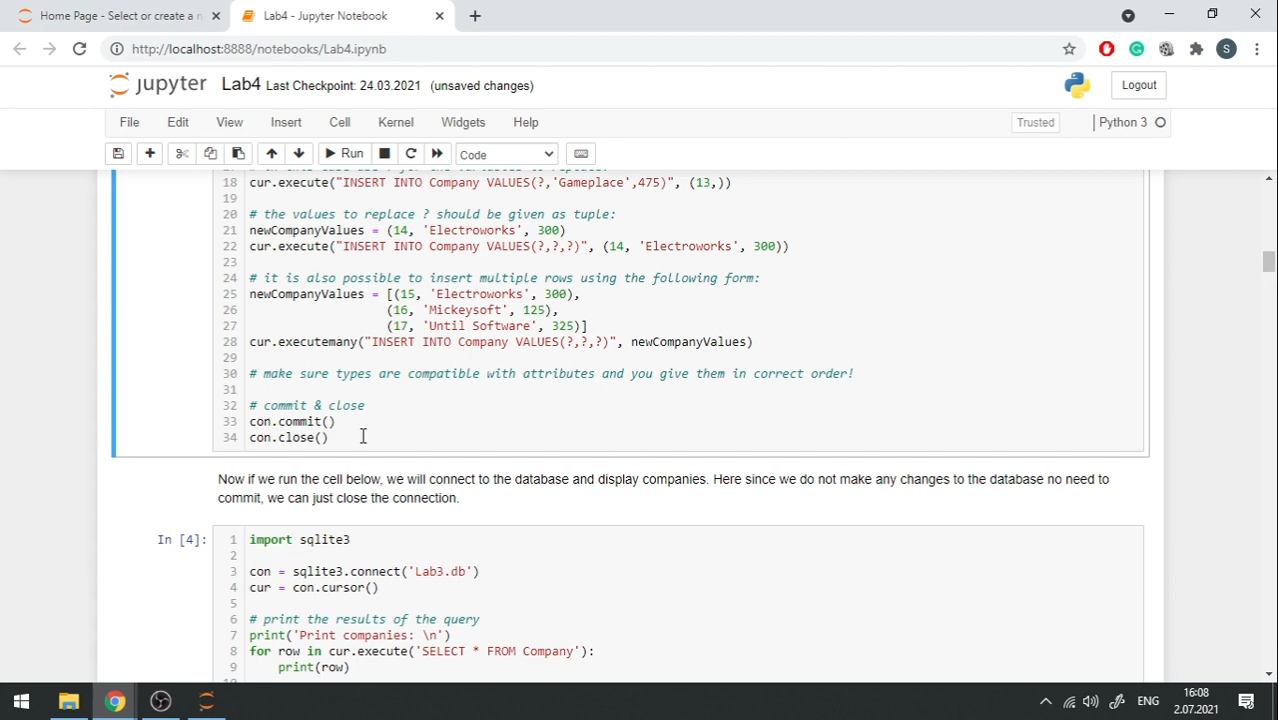 Home Page - Select or create a n
Lab4 - Jupyter Notebook
http://localhost:8888/notebooks/Lab4.ipynb
S
jupyter Lab4 Last Checkpoint: 24.03.2021 (unsaved changes)
Logout
File Edit View Insert Cell Kernel Widgets Help
Trusted
Python 3
Run
Code
18 cur.execute("INSERT INTO Company VALUES(?,'Gameplace',475)", (13,))
19
20 # the values to replace ? should be given as tuple:
21 newCompanyValues = (14, 'Electroworks', 300)
22 cur.execute("INSERT INTO Company VALUES(?,?,?)", (14, 'Electroworks', 300))
23
24 # it is also possible to insert multiple rows using the following form:
25 newCompanyValues = [(15, 'Electroworks', 300),
26 (16, 'Mickeysoft', 125),
27 (17, 'Until Software', 325)]
28 cur.executemany("INSERT INTO Company VALUES(?,?,?)", newCompanyValues)
29
30 # make sure types are compatible with attributes and you give them in correct order!
31
32 # commit & close
33 con.commit()
34 con.close()
Now if we run the cell below, we will connect to the database and display companies. Here since we do not make any changes to the database no need to
commit, we can just close the connection.
In [4]:
1 import sqlite3
2
3 con = sqlite3.connect('Lab3.db')
4 cur = con.cursor()
5
6 # print the results of the query
7 print('Print companies: \n')
8 for row in cur.execute('SELECT * FROM Company'):
9 print(row)
ENG
16:08
2.07.2021